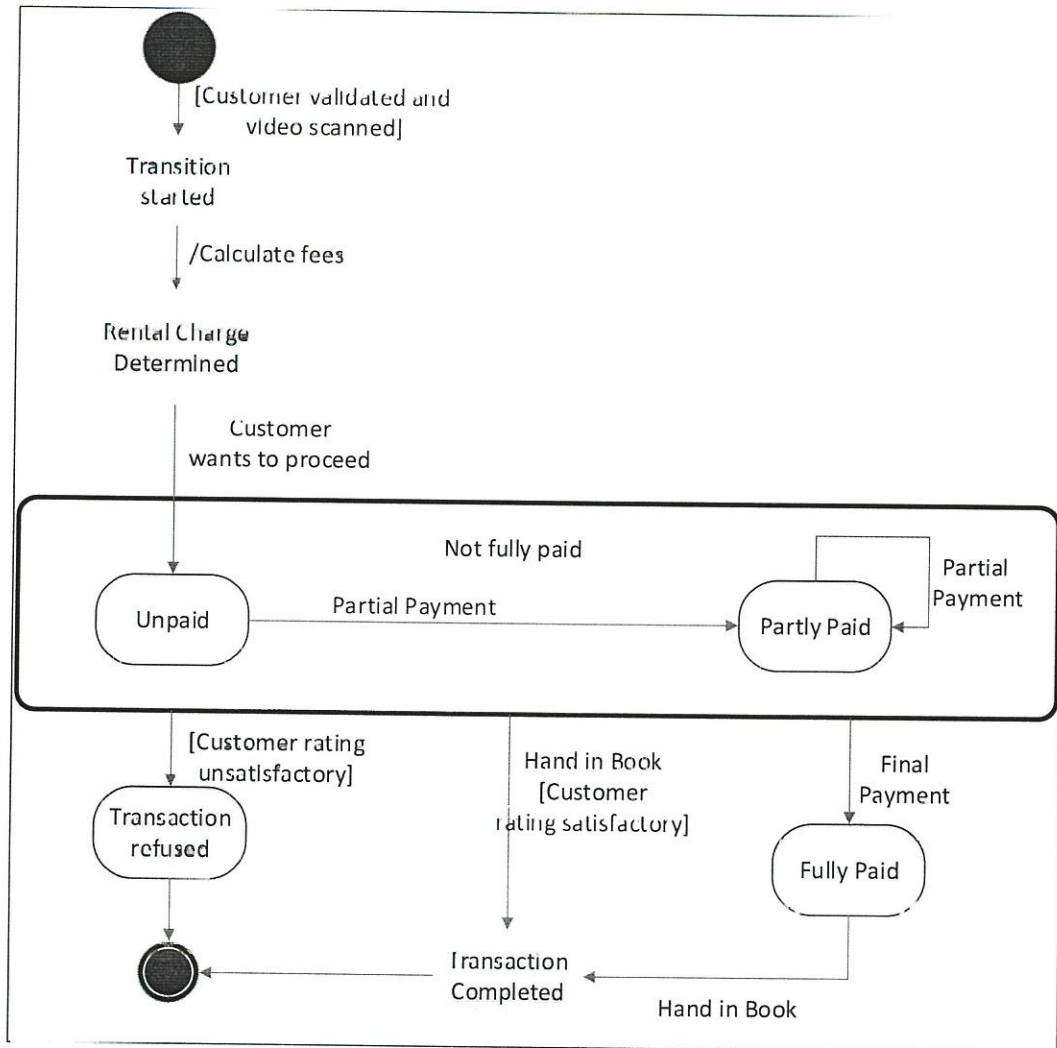 [Customer validated and
video scanned]
Transition
started
/Calculate fees
Rental Charge
Determined
Customer
wants to proceed
Not fully paid
Partial
Payment
Unpaid
Partial Payment
Partly Paid
[Customer rating
unsatisfactory]
Hand in Book
[Customer
rating satisfactory]
Final
Payment
Transaction
refused
Fully Paid
Transaction
Completed
Hand in Book